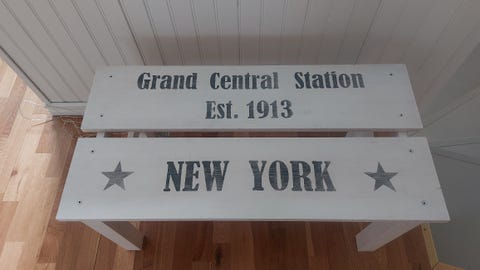 Grand Central Station
Est. 1913
NEW YORK